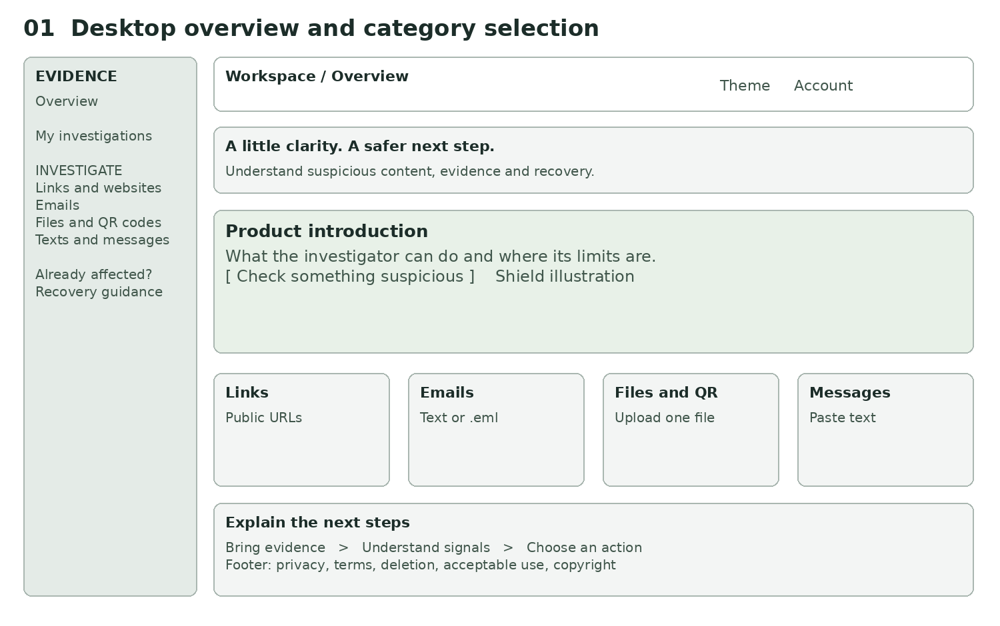 01 Desktop overview and category selection
EVIDENCE
Overview
My investigations
INVESTIGATE
Links and websites
Emails
Files and QR codes
Texts and messages
Already affected?
Recovery guidance
Workspace / Overview
Theme Account
A little clarity. A safer next step.
Understand suspicious content, evidence and recovery.
Product introduction
What the investigator can do and where its limits are.
[ Check something suspicious ] Shield illustration
Links
Public URLs
Emails
Text or .eml
Files and QR
Upload one file
Messages
Paste text
Explain the next steps
Bring evidence > Understand signals > Choose an action
Footer: privacy, terms, deletion, acceptable use, copyright